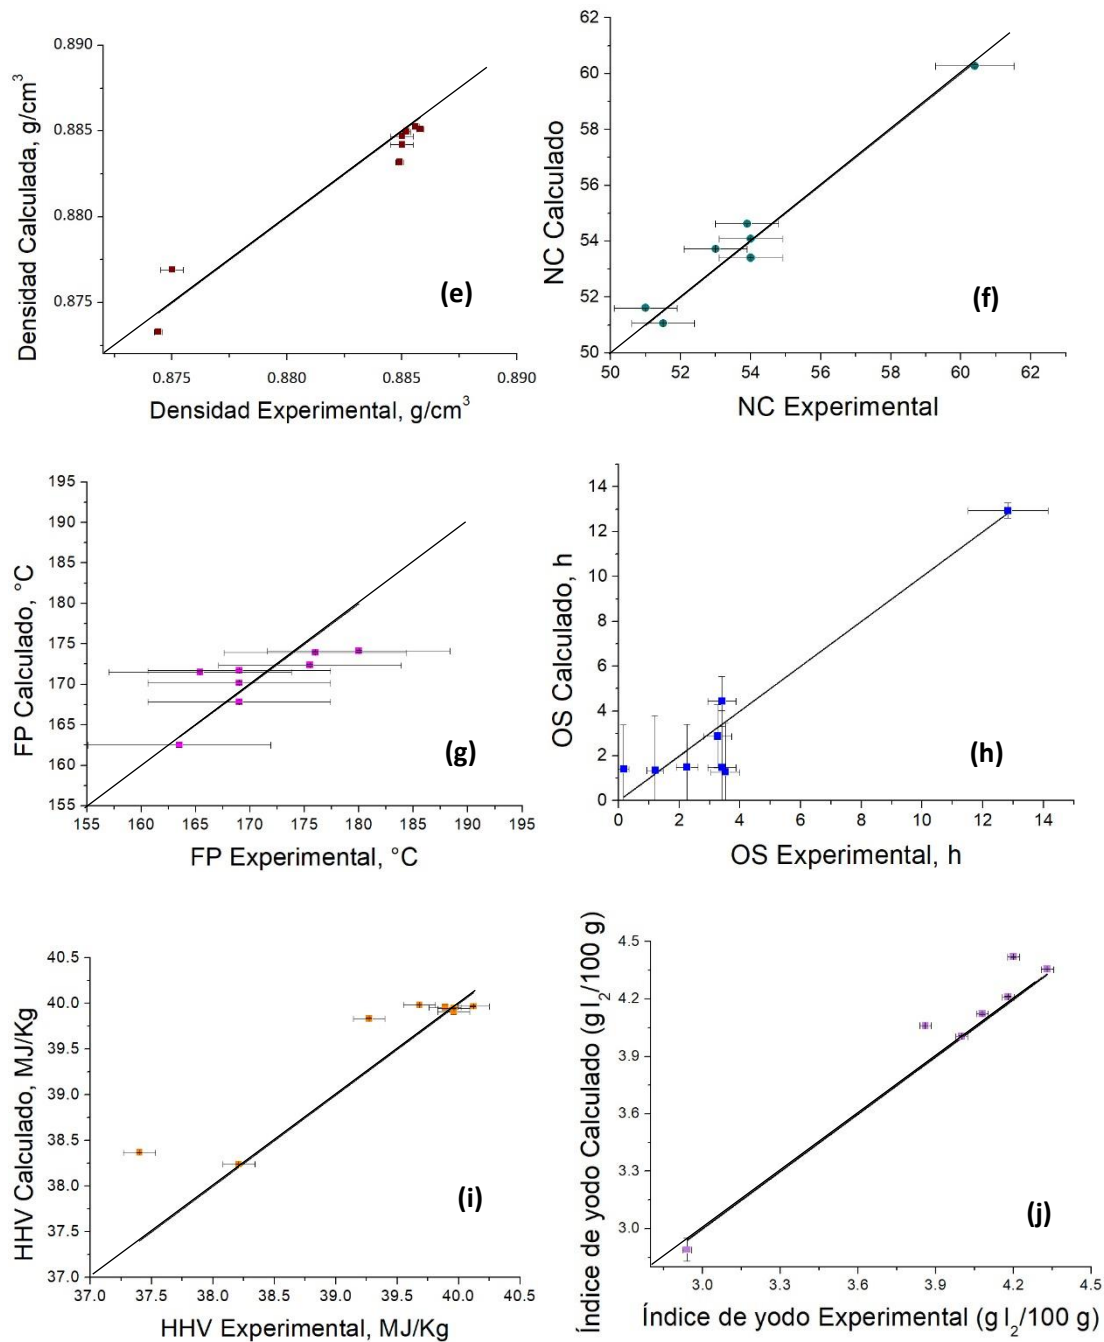 0.890
0.885
0.880
0.875
Densidad Calculada, g/cm³
(e)
0.875 0.880 0.885 0.890
Densidad Experimental, g/cm³
62
60
58
56
54
52
50
NC Calculado
(f)
50 52 54 56 58 60 62
NC Experimental
195
190
185
180
175
170
165
160
155
FP Calculado, °C
(g)
155 160 165 170 175 180 185 190 195
FP Experimental, °C
14
12
10
8
6
4
2
0
OS Calculado, h
(h)
0 2 4 6 8 10 12 14
OS Experimental, h
40.5
40.0
39.5
39.0
38.5
38.0
37.5
37.0
HHV Calculado, MJ/Kg
(i)
37.0 37.5 38.0 38.5 39.0 39.5 40.0 40.5
HHV Experimental, MJ/Kg
4.5
4.2
3.9
3.6
3.3
3.0
Índice de yodo Calculado (g I₂/100 g)
(j)
3.0 3.3 3.6 3.9 4.2 4.5
Índice de yodo Experimental (g I₂/100 g)